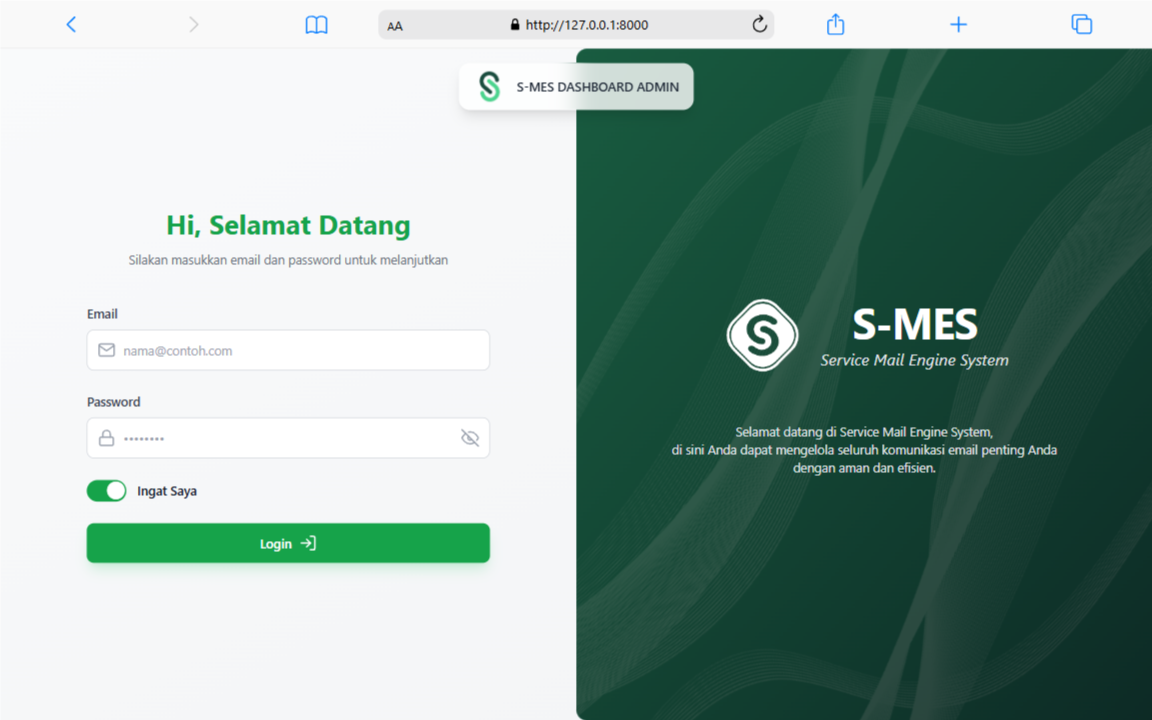 AA
http://127.0.0.1:8000
S-MES DASHBOARD ADMIN
Hi, Selamat Datang
Silakan masukkan email dan password untuk melanjutkan
Email
nama@contoh.com
Password
••••••••
Ingat Saya
Login
S-MES
Service Mail Engine System
Selamat datang di Service Mail Engine System,
di sini Anda dapat mengelola seluruh komunikasi email penting Anda
dengan aman dan efisien.